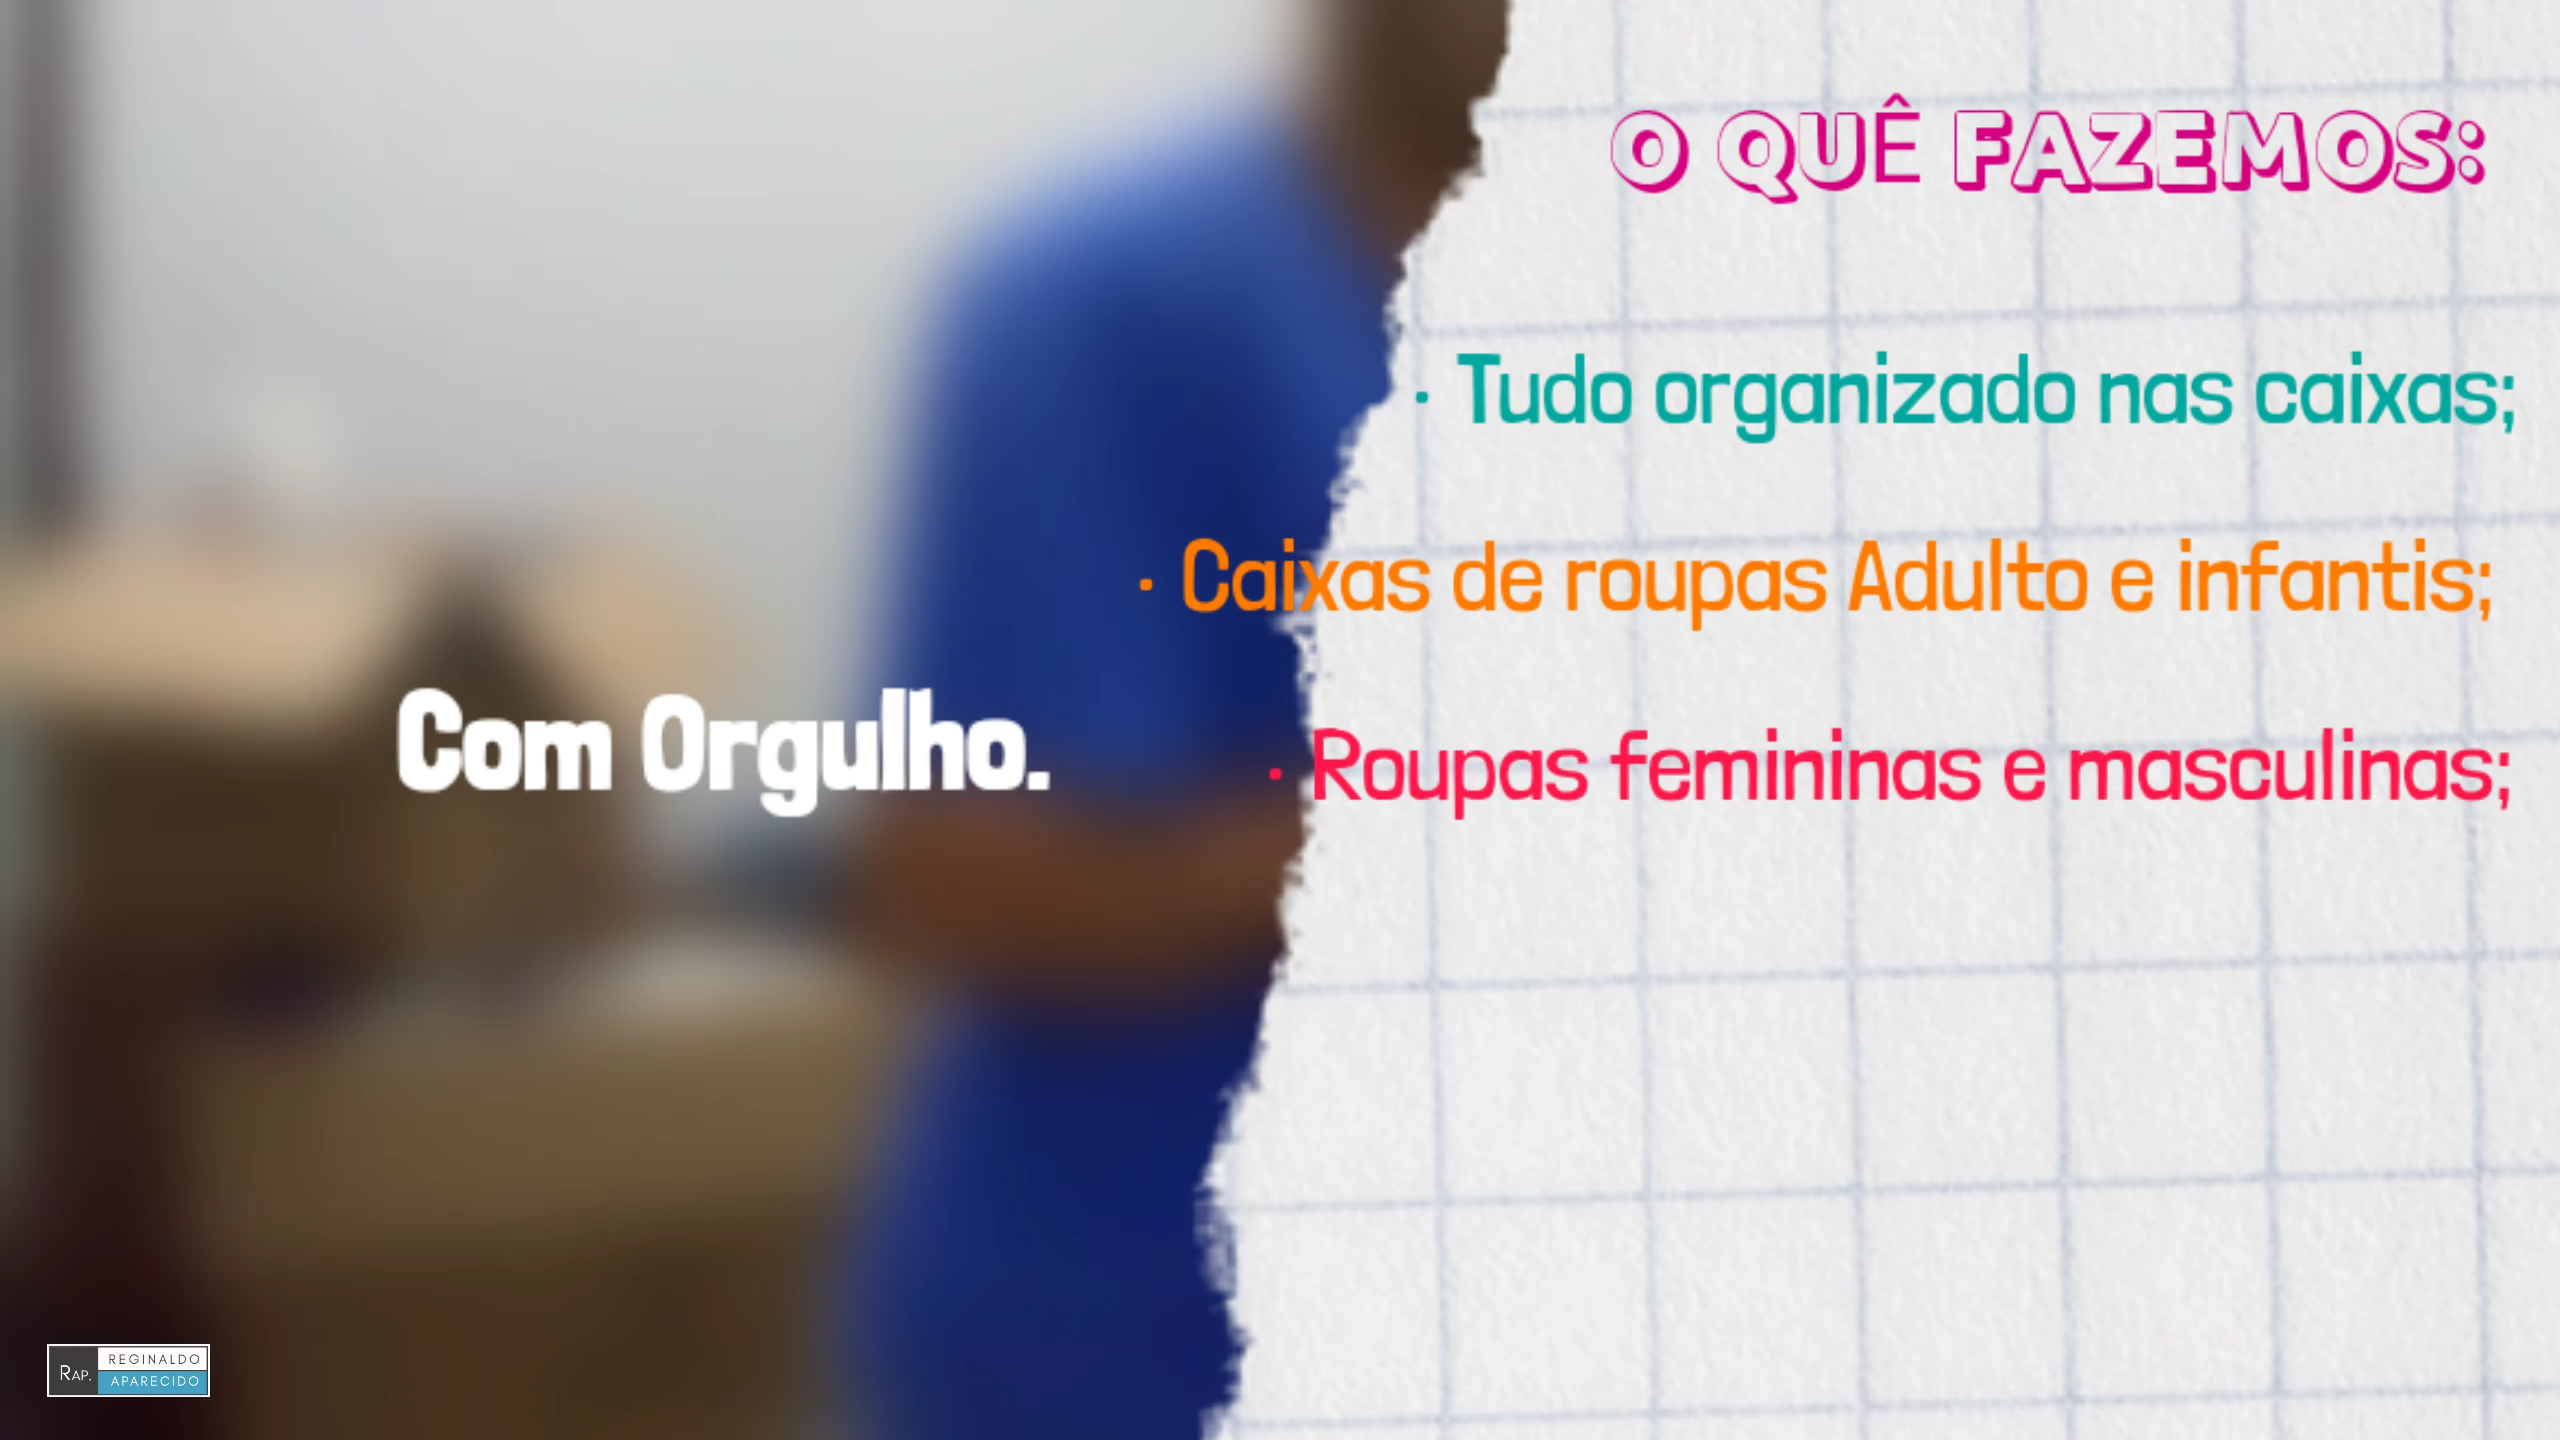 O QUÊ FAZEMOS:
· Tudo organizado nas caixas;
· Caixas de roupas Adulto e infantis;
· Roupas femininas e masculinas;
Com Orgulho.
RAP.
REGINALDO
APARECIDO